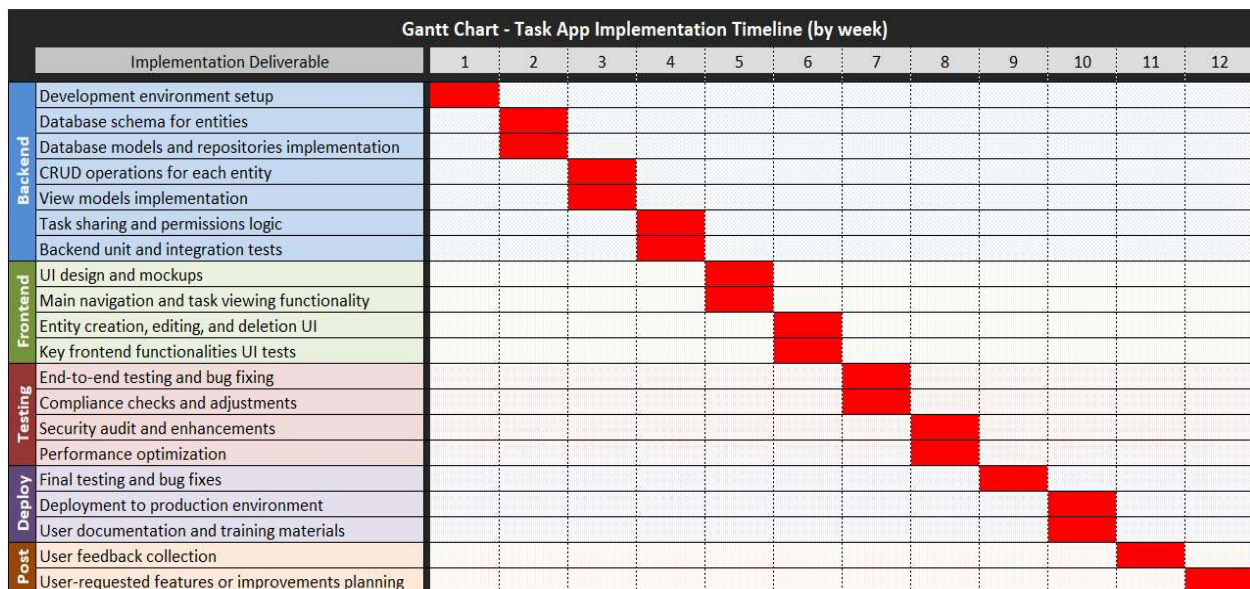 Gantt Chart - Task App Implementation Timeline (by week)
Implementation Deliverable 1 2 3 4 5 6 7 8 9 10 11 12
Backend
Development environment setup
Database schema for entities
Database models and repositories implementation
CRUD operations for each entity
View models implementation
Task sharing and permissions logic
Backend unit and integration tests
Frontend
UI design and mockups
Main navigation and task viewing functionality
Entity creation, editing, and deletion UI
Key frontend functionalities UI tests
Testing
End-to-end testing and bug fixing
Compliance checks and adjustments
Security audit and enhancements
Performance optimization
Deploy
Final testing and bug fixes
Deployment to production environment
User documentation and training materials
Post
User feedback collection
User-requested features or improvements planning